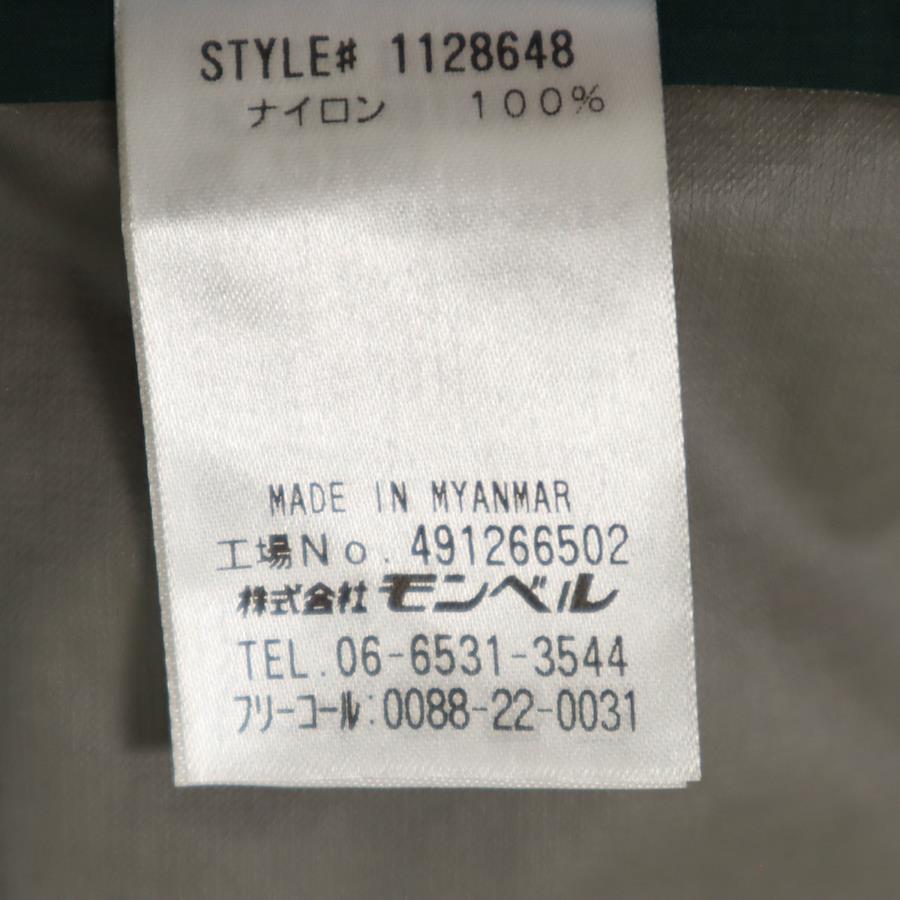 STYLE# 1128648
ナイロン 100%
MADE IN MYANMAR
工場No. 491266502
株式会社モンベル
TEL.06-6531-3544
フリーコール:0088-22-0031